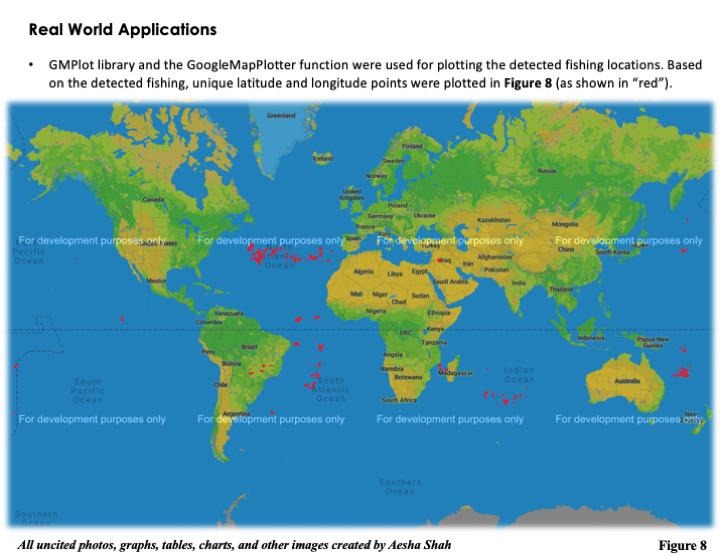 Real World Applications
• GMPlot library and the GoogleMapPlotter function were used for plotting the detected fishing locations. Based
on the detected fishing, unique latitude and longitude points were plotted in Figure 8 (as shown in “red”).
Greenland
Iceland
Finland
Sweden
Norway
Russia
United
Kingdom
Canada
Poland
Germany
Ukraine
France
Kazakhstan
Mongolia
For development purposes only
For development purposes only
For development purposes only
For development purposes only
Spain
Italy
Turkey
China
South Korea
Pacific
Ocean
Atlantic
Ocean
Iraq
Iran
Afghanistan
Pakistan
Algeria
Libya
Egypt
Saudi Arabia
India
Mexico
Mali
Niger
Chad
Sudan
Thailand
Nigeria
Ethiopia
Venezuela
Colombia
DRC
Kenya
Tanzania
Indonesia
Papua New
Guinea
Peru
Brazil
Bolivia
Angola
Namibia
Botswana
Madagascar
Indian
Ocean
Australia
South
Pacific
Ocean
Chile
South
Atlantic
Ocean
South Africa
Argentina
For development purposes only
For development purposes only
For development purposes only
For development purposes only
New
Southern
Ocean
Southern
Ocean
All uncited photos, graphs, tables, charts, and other images created by Aesha Shah
Figure 8